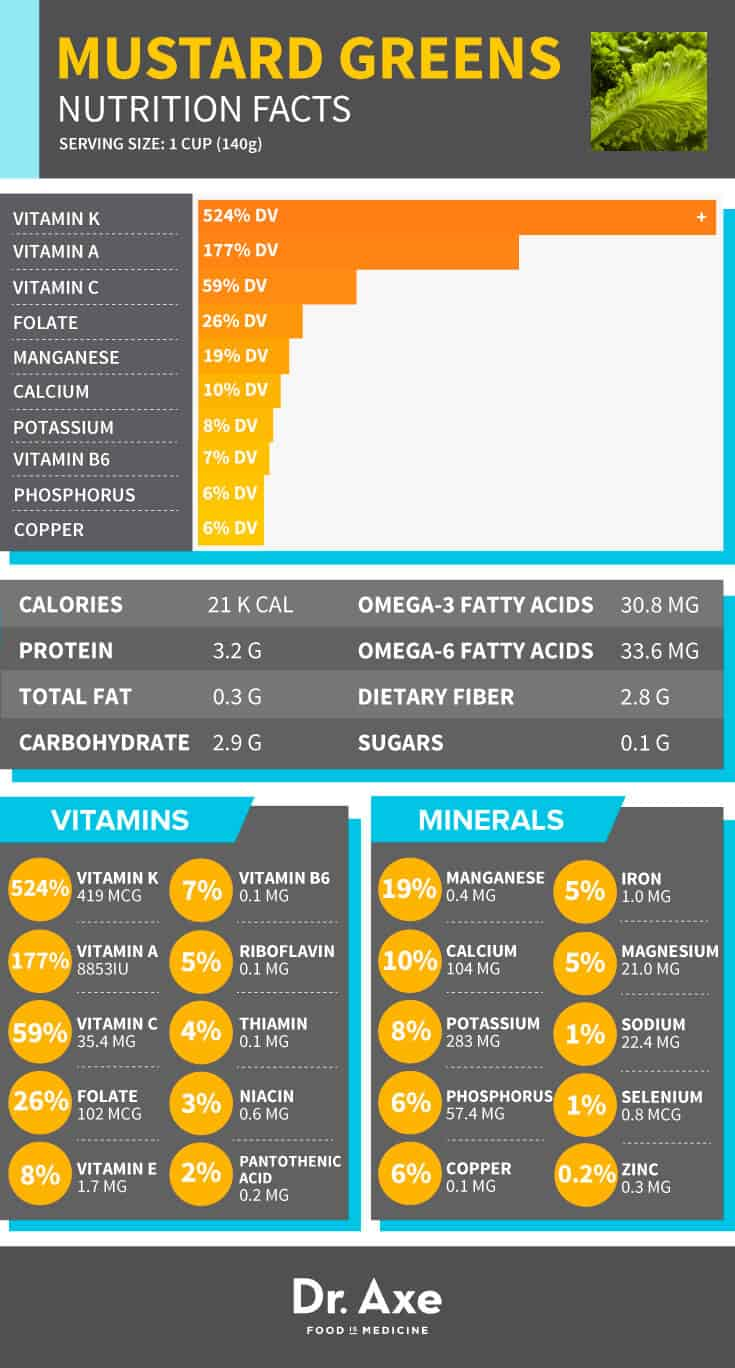 MUSTARD GREENS
NUTRITION FACTS
SERVING SIZE: 1 CUP (140g)
VITAMIN K 524% DV +
VITAMIN A 177% DV
VITAMIN C 59% DV
FOLATE 26% DV
MANGANESE 19% DV
CALCIUM 10% DV
POTASSIUM 8% DV
VITAMIN B6 7% DV
PHOSPHORUS 6% DV
COPPER 6% DV
CALORIES 21 K CAL OMEGA-3 FATTY ACIDS 30.8 MG
PROTEIN 3.2 G OMEGA-6 FATTY ACIDS 33.6 MG
TOTAL FAT 0.3 G DIETARY FIBER 2.8 G
CARBOHYDRATE 2.9 G SUGARS 0.1 G
VITAMINS
524% VITAMIN K
419 MCG
177% VITAMIN A
8853IU
59% VITAMIN C
35.4 MG
26% FOLATE
102 MCG
8% VITAMIN E
1.7 MG
7% VITAMIN B6
0.1 MG
5% RIBOFLAVIN
0.1 MG
4% THIAMIN
0.1 MG
3% NIACIN
0.6 MG
2% PANTOTHENIC
ACID
0.2 MG
MINERALS
19% MANGANESE
0.4 MG
10% CALCIUM
104 MG
8% POTASSIUM
283 MG
6% PHOSPHORUS
57.4 MG
6% COPPER
0.1 MG
5% IRON
1.0 MG
5% MAGNESIUM
21.0 MG
1% SODIUM
22.4 MG
1% SELENIUM
0.8 MCG
0.2% ZINC
0.3 MG
Dr. Axe
FOOD IS MEDICINE